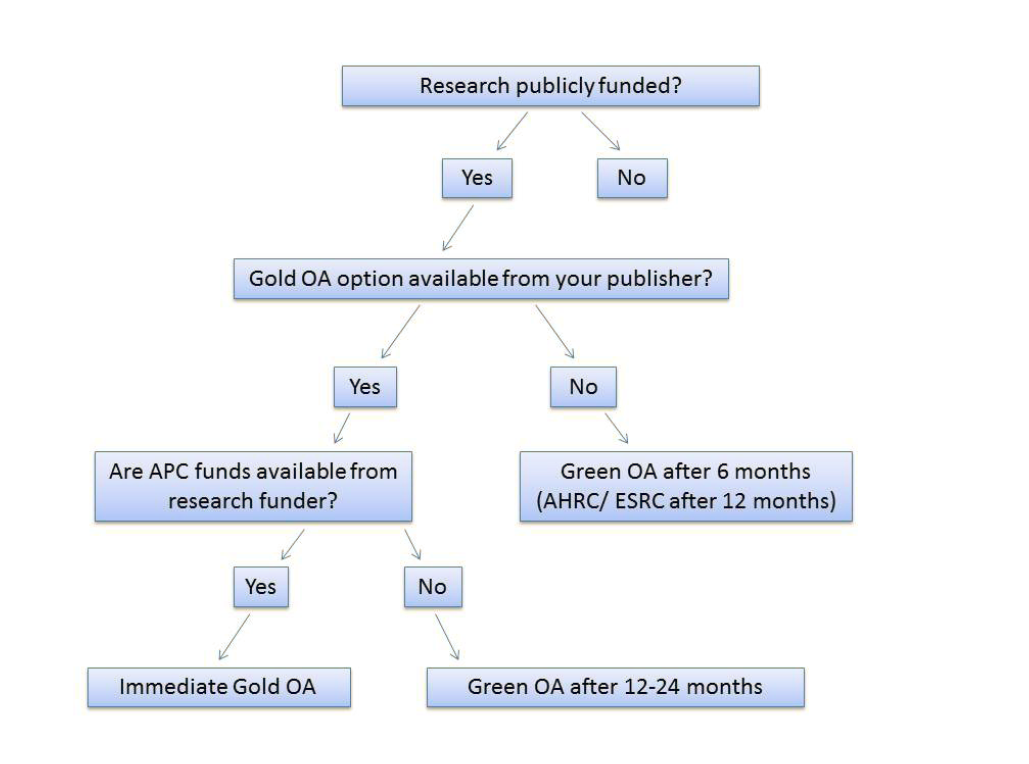 Research publicly funded?
Yes
No
Gold OA option available from your publisher?
Yes
No
Are APC funds available from
research funder?
Green OA after 6 months
(AHRC/ ESRC after 12 months)
Yes
No
Immediate Gold OA
Green OA after 12-24 months